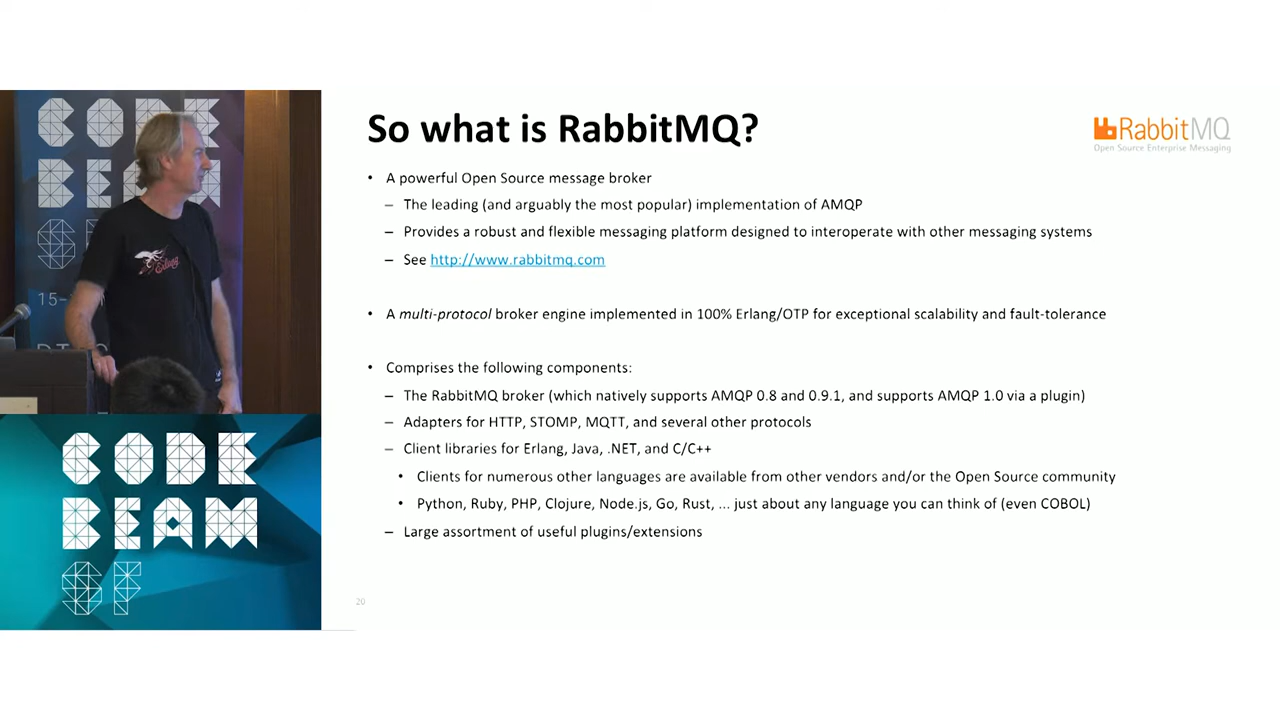 CODE
BEAM
SF
15-
CODE
BEAM
SF
Erlang
So what is RabbitMQ?
RabbitMQ
Open Source Enterprise Messaging
• A powerful Open Source message broker
– The leading (and arguably the most popular) implementation of AMQP
– Provides a robust and flexible messaging platform designed to interoperate with other messaging systems
– See http://www.rabbitmq.com
• A multi-protocol broker engine implemented in 100% Erlang/OTP for exceptional scalability and fault-tolerance
• Comprises the following components:
– The RabbitMQ broker (which natively supports AMQP 0.8 and 0.9.1, and supports AMQP 1.0 via a plugin)
– Adapters for HTTP, STOMP, MQTT, and several other protocols
– Client libraries for Erlang, Java, .NET, and C/C++
• Clients for numerous other languages are available from other vendors and/or the Open Source community
• Python, Ruby, PHP, Clojure, Node.js, Go, Rust, ... just about any language you can think of (even COBOL)
– Large assortment of useful plugins/extensions
20